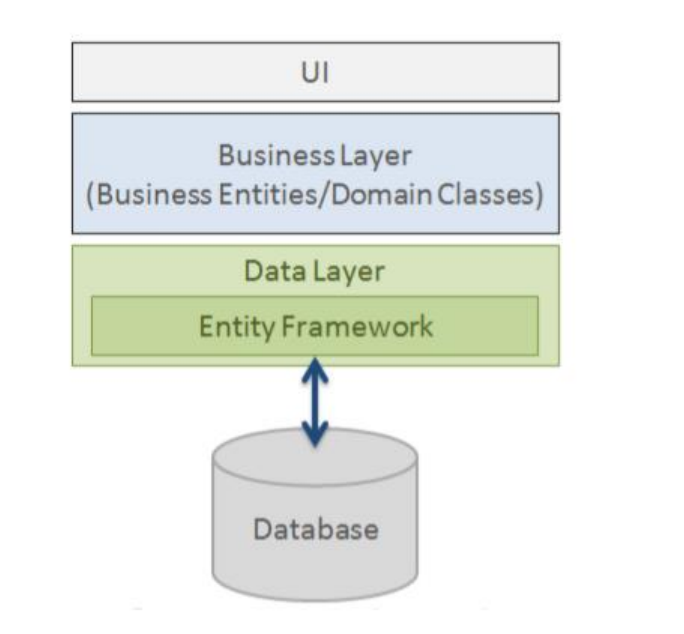 UI
Business Layer
(Business Entities/Domain Classes)
Data Layer
Entity Framework
Database